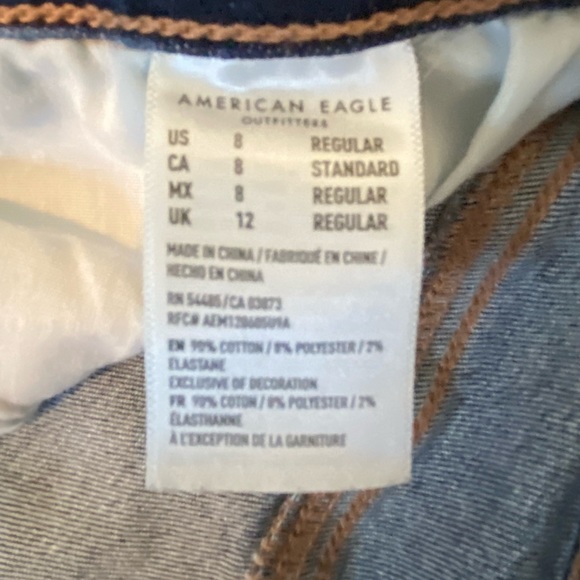 AMERICAN EAGLE
OUTFITTERS
US 8 REGULAR
CA 8 STANDARD
MX 8 REGULAR
UK 12 REGULAR
MADE IN CHINA / FABRIQUÉ EN CHINE /
HECHO EN CHINA
RN 54485/CA 03873
RFC#
EN 90% COTTON / 8% POLYESTER / 2%
ELASTANE
EXCLUSIVE OF DECORATION
FR 90% COTON / 8% POLYESTER / 2%
ÉLASTHANNE
À L'EXCEPTION DE LA GARNITURE